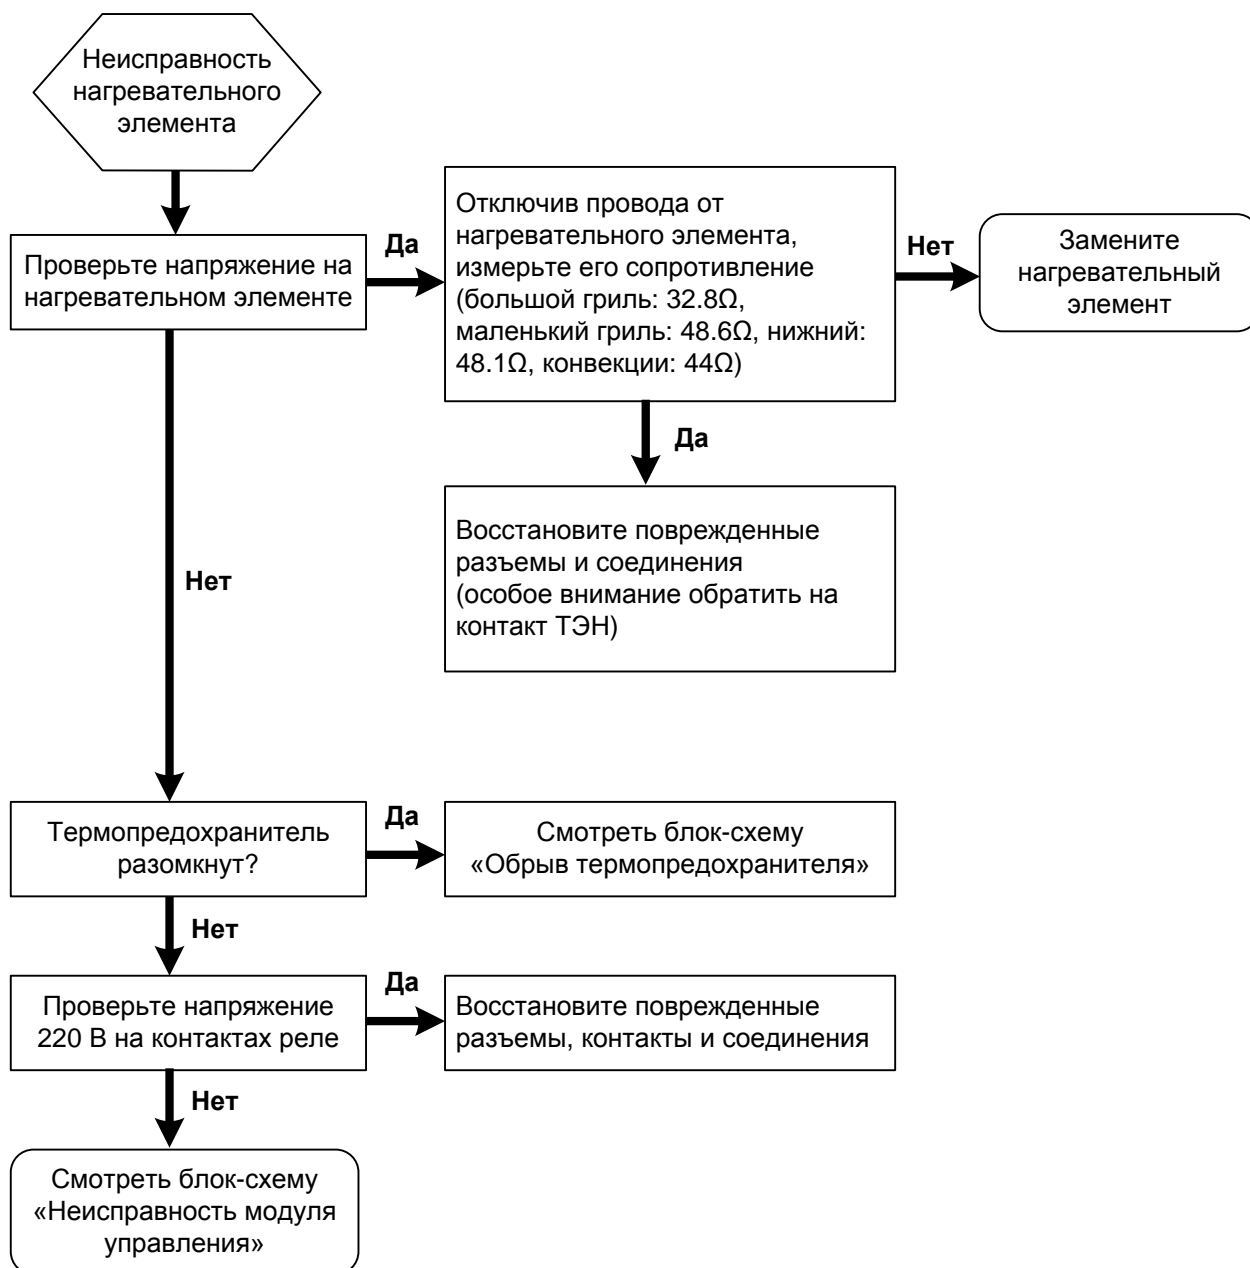 Неисправность
нагревательного
элемента
Проверьте напряжение на
нагревательном элементе
Да
Отключив провода от
нагревательного элемента,
измерьте его сопротивление
(большой гриль: 32.8Ω,
маленький гриль: 48.6Ω, нижний:
48.1Ω, конвекции: 44Ω)
Нет
Замените
нагревательный
элемент
Да
Восстановите поврежденные
разъемы и соединения
(особое внимание обратить на
контакт ТЭН)
Нет
Термопредохранитель
разомкнут?
Да
Смотреть блок-схему
«Обрыв термопредохранителя»
Нет
Проверьте напряжение
220 В на контактах реле
Да
Восстановите поврежденные
разъемы, контакты и соединения
Нет
Смотреть блок-схему
«Неисправность модуля
управления»